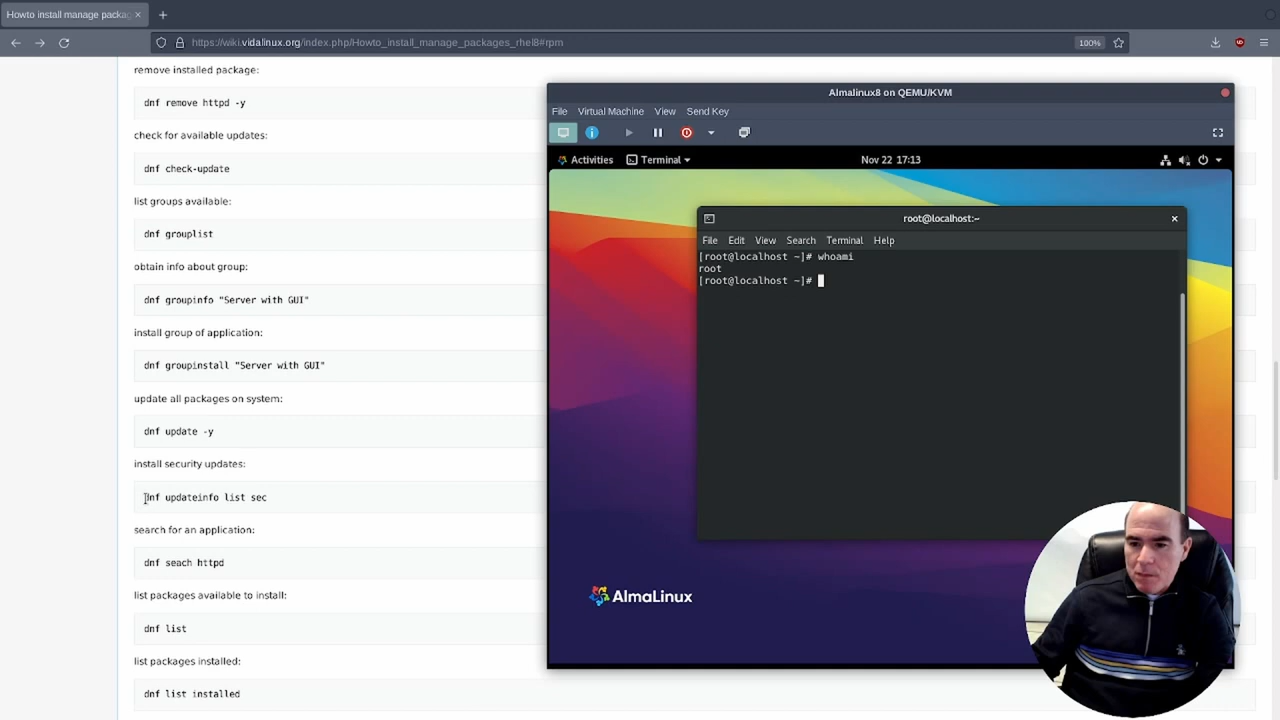 Howto install manage packag
https://wiki.vidalinux.org/index.php/Howto_install_manage_packages_rhel8#rpm
100%
remove installed package:
dnf remove httpd -y
check for available updates:
dnf check-update
list groups available:
dnf grouplist
obtain info about group:
dnf groupinfo "Server with GUI"
install group of application:
dnf groupinstall "Server with GUI"
update all packages on system:
dnf update -y
install security updates:
dnf updateinfo list sec
search for an application:
dnf seach httpd
list packages available to install:
dnf list
list packages installed:
dnf list installed
Almalinux8 on QEMU/KVM
File Virtual Machine View Send Key
Activities Terminal Nov 22 17:13
root@localhost:~
File Edit View Search Terminal Help
[root@localhost ~]# whoami
root
[root@localhost ~]#
AlmaLinux